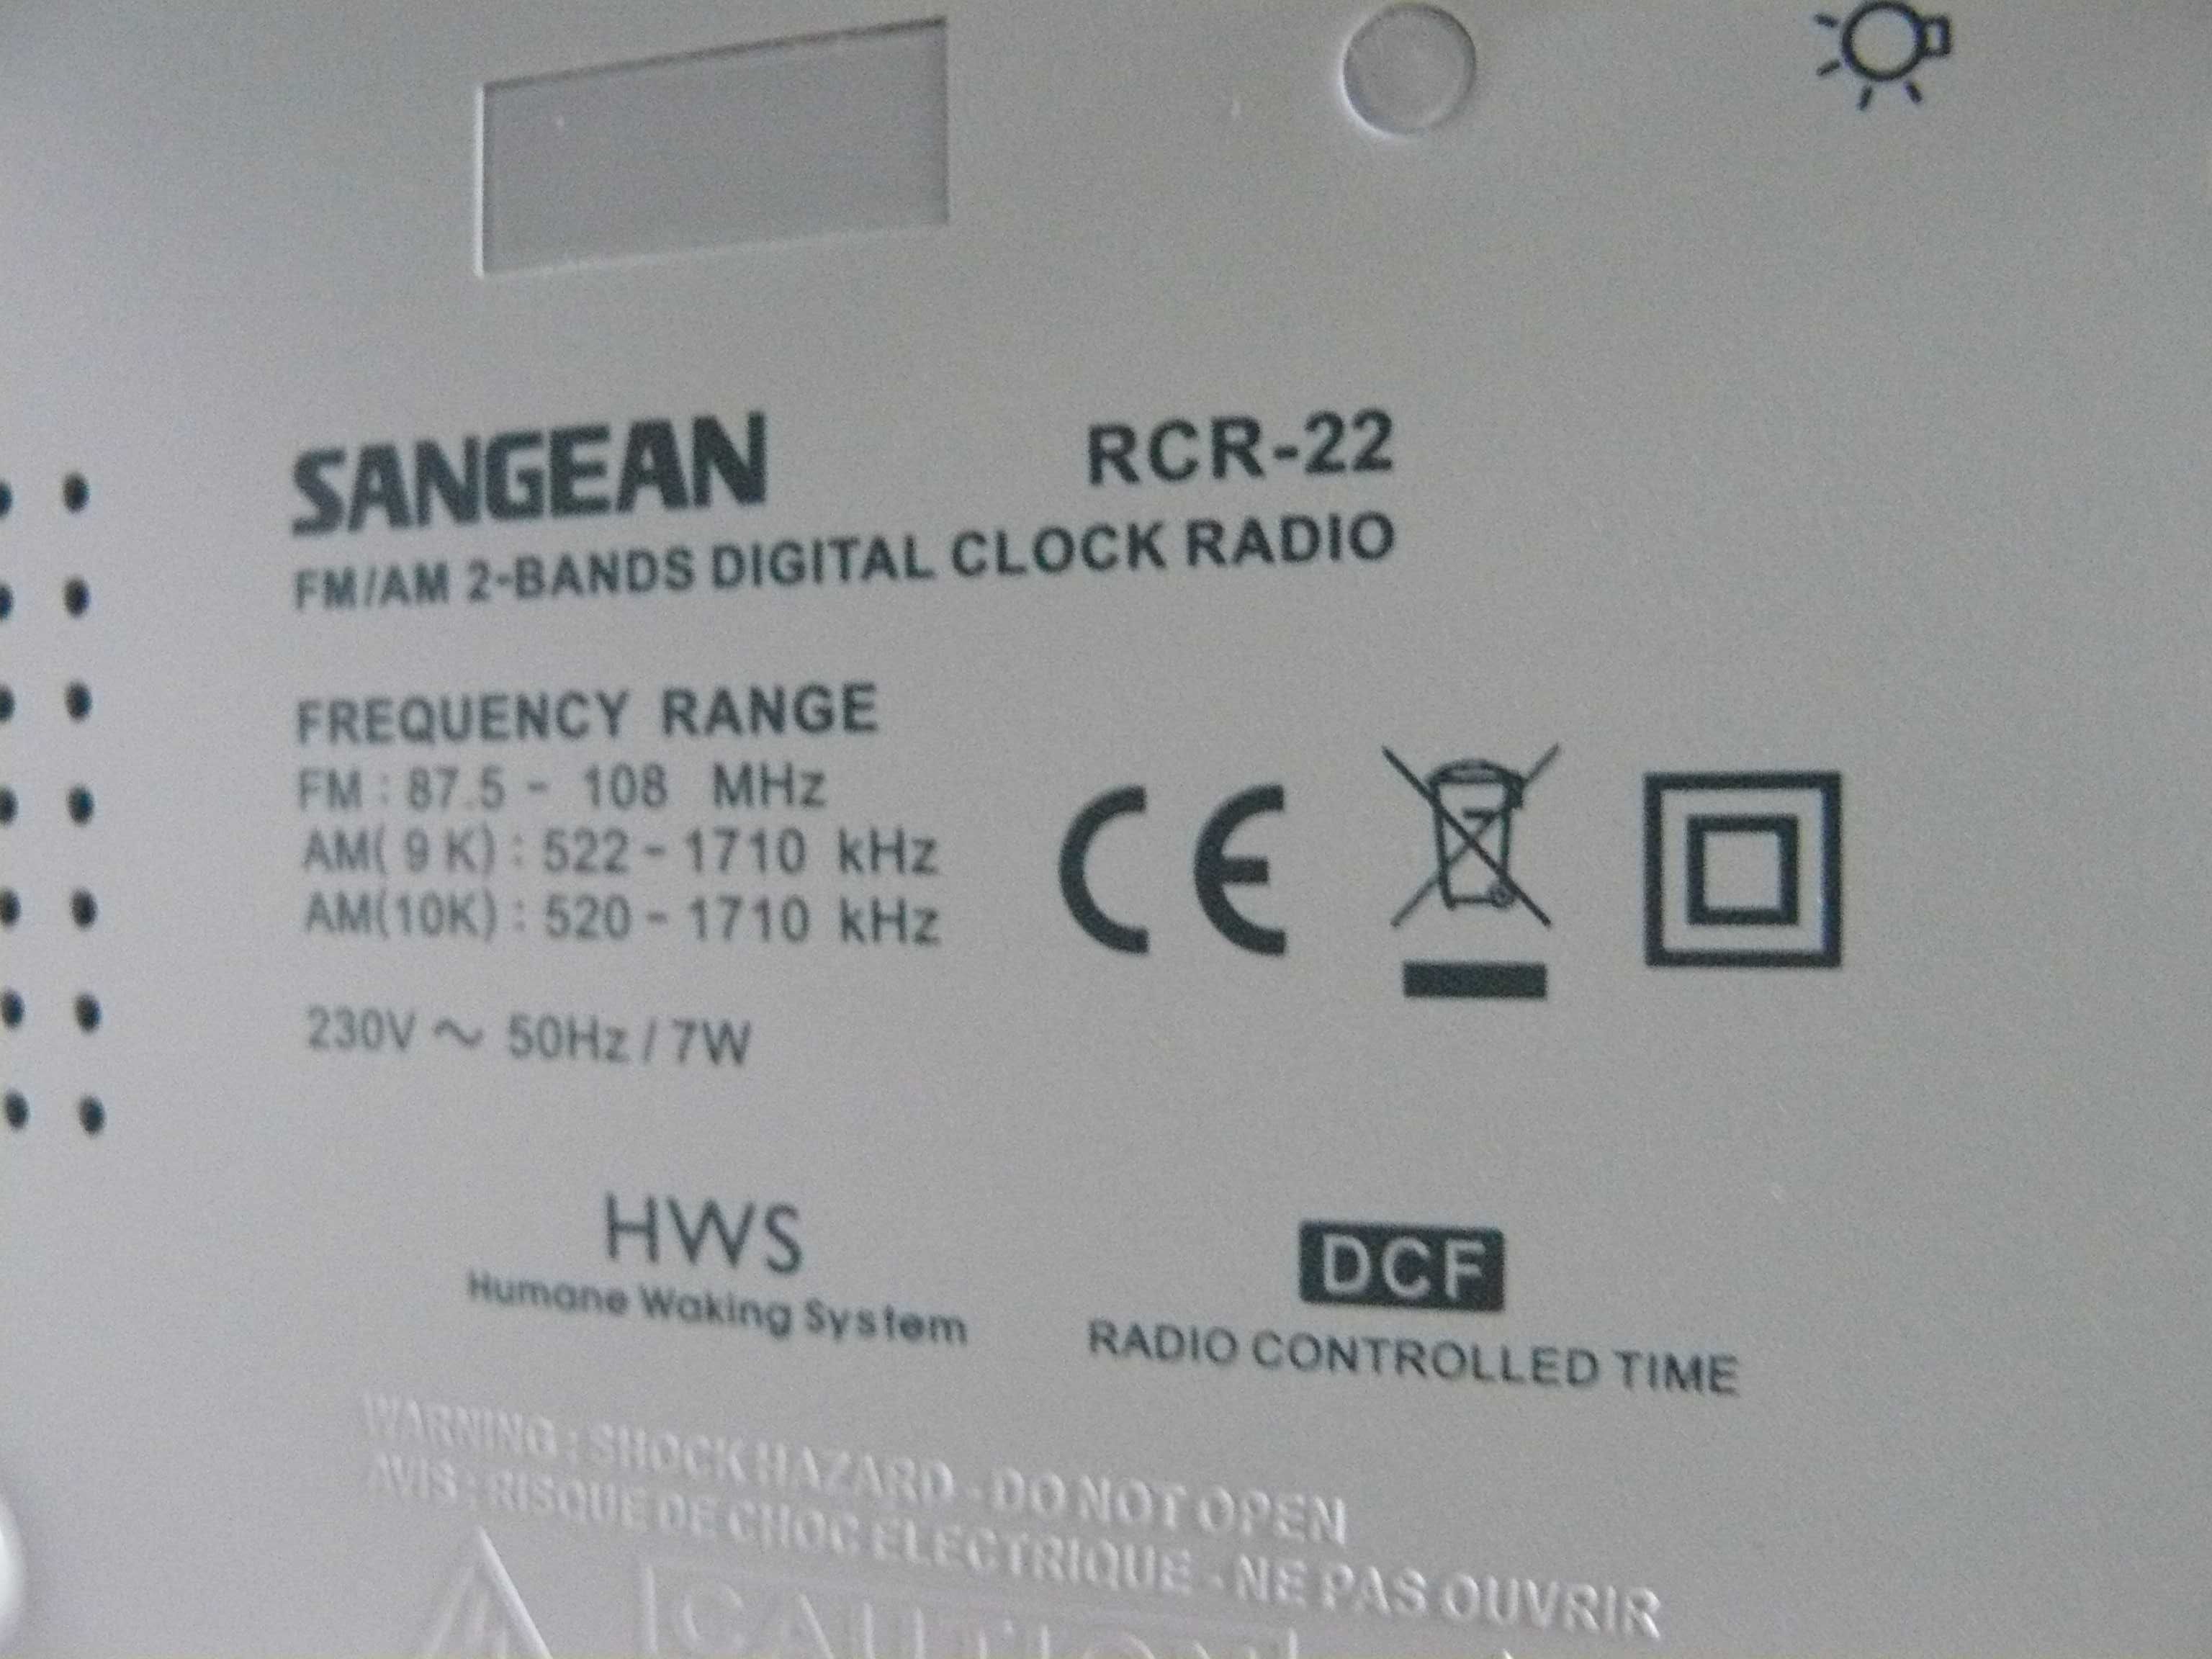 SANGEAN RCR-22
FM/AM 2-BANDS DIGITAL CLOCK RADIO
FREQUENCY RANGE
FM : 87.5 - 108 MHz
AM( 9 K) : 522 - 1710 kHz
AM(10K) : 520 - 1710 kHz
CE
230V ~ 50Hz / 7W
HWS
Humane Waking System
DCF
RADIO CONTROLLED TIME
WARNING : SHOCK HAZARD - DO NOT OPEN
AVIS : RISQUE DE CHOC ELECTRIQUE - NE PAS OUVRIR
CAUTION